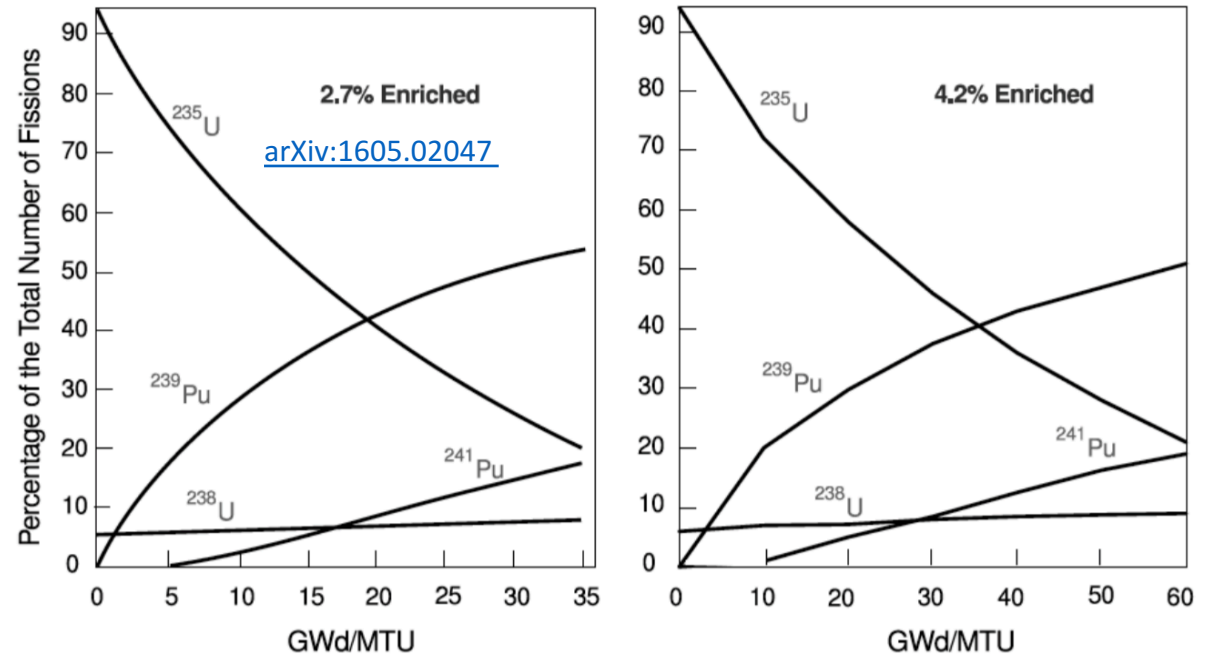 Percentage of the Total Number of Fissions
90
80
70
60
50
40
30
20
10
0
2.7% Enriched
arXiv:1605.02047
235U
239Pu
241Pu
238U
0 5 10 15 20 25 30 35
GWd/MTU
90
80
70
60
50
40
30
20
10
0
4.2% Enriched
235U
239Pu
241Pu
238U
0 10 20 30 40 50 60
GWd/MTU